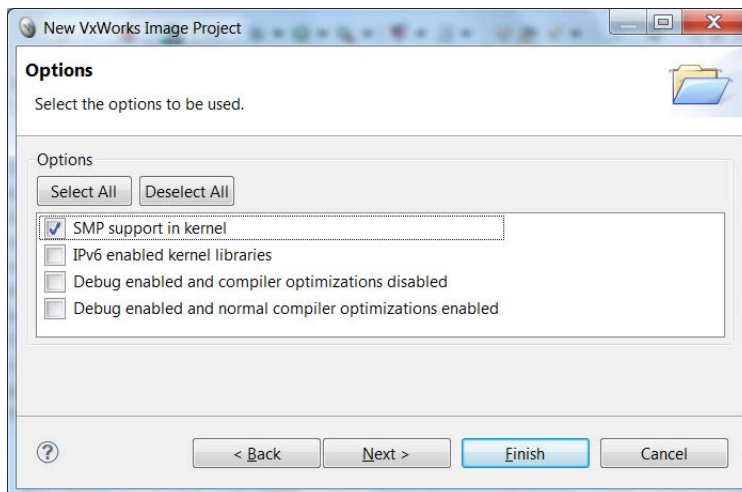 New VxWorks Image Project
Options
Select the options to be used.
Options
Select All Deselect All
SMP support in kernel
IPv6 enabled kernel libraries
Debug enabled and compiler optimizations disabled
Debug enabled and normal compiler optimizations enabled
? < Back Next > Finish Cancel